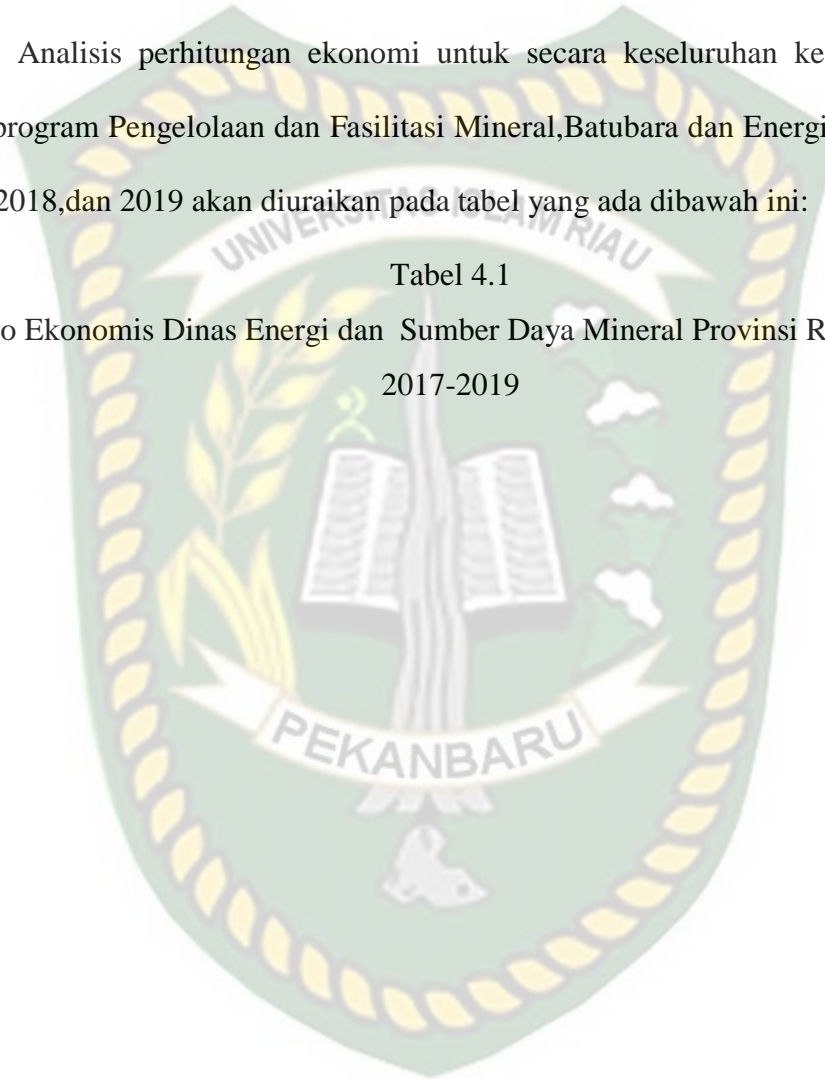 Analisis perhitungan ekonomi untuk secara keseluruhan ke
program Pengelolaan dan Fasilitasi Mineral,Batubara dan Energi
2018,dan 2019 akan diuraikan pada tabel yang ada dibawah ini:
UNIVERSITAS ISLAM RIAU
Tabel 4.1
o Ekonomis Dinas Energi dan Sumber Daya Mineral Provinsi R
2017-2019
PEKANBARU